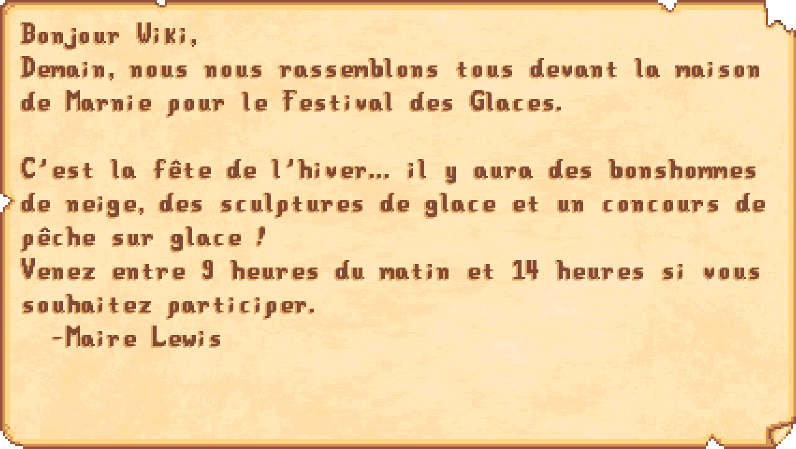 Bonjour Wiki,
Demain, nous nous rassemblons tous devant la maison
de Marnie pour le Festival des Glaces.
C'est la fête de l'hiver... il y aura des bonshommes
de neige, des sculptures de glace et un concours de
pêche sur glace !
Venez entre 9 heures du matin et 14 heures si vous
souhaitez participer.
-Maire Lewis